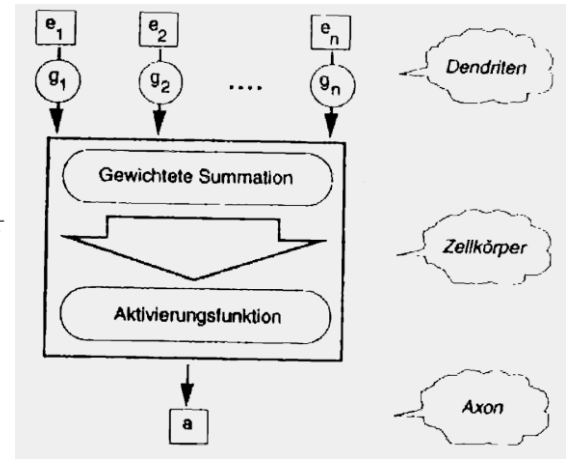 e1 e2 en
g1 g2 .... gn
Dendriten
Gewichtete Summation
Zellkörper
Aktivierungsfunktion
a
Axon